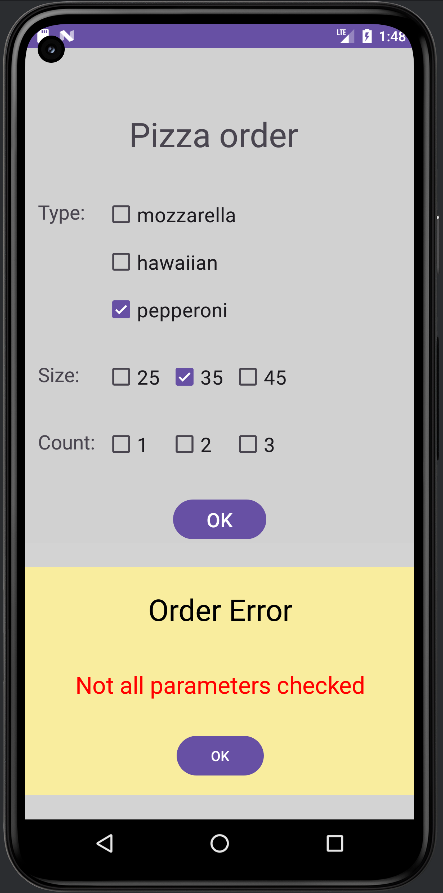 LTE 1:48
Pizza order
Type: mozzarella
hawaiian
pepperoni
Size: 25 35 45
Count: 1 2 3
OK
Order Error
Not all parameters checked
OK